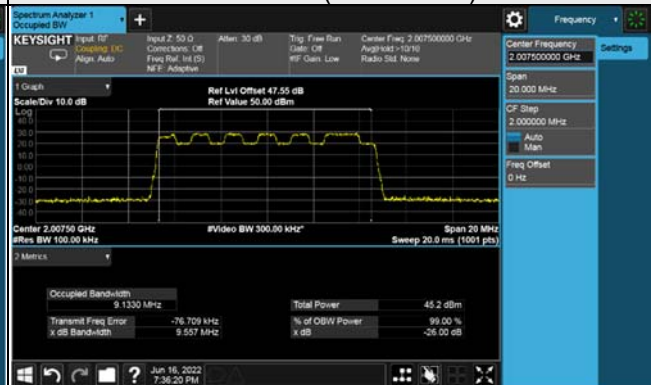 Spectrum Analyzer 1
Occupied BW
Frequency
KEYSIGHT Input: RF
Coupling: DC
Align: Auto
Input Z: 50 Ω
Corrections: Off
Freq Ref: Int (S)
NFE: Adaptive
Atten: 30 dB
Trig: Free Run
Gate: Off
#IF Gain: Low
Center Freq: 2.007500000 GHz
Avg|Hold:>10/10
Radio Std: None
Center Frequency
2.007500000 GHz
Settings
Span
20.000 MHz
CF Step
2.000000 MHz
Auto
Man
Freq Offset
0 Hz
1 Graph
Scale/Div 10.0 dB
Ref Lvl Offset 47.55 dB
Ref Value 50.00 dBm
Log
40.0
30.0
20.0
10.0
0.00
-10.0
-20.0
-30.0
-40.0
Center 2.00750 GHz
#Res BW 100.00 kHz
#Video BW 300.00 kHz*
Span 20 MHz
Sweep 20.0 ms (1001 pts)
2 Metrics
Occupied Bandwidth
9.1330 MHz
Total Power 45.2 dBm
Transmit Freq Error -76.709 kHz
% of OBW Power 99.00 %
x dB Bandwidth 9.557 MHz
x dB -26.00 dB
Jun 16, 2022
7:36:20 PM